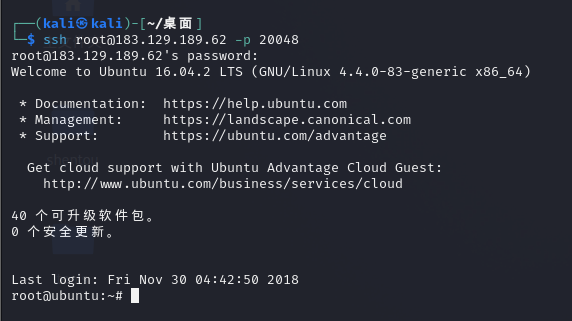 ┌──(kali㉿kali)-[~/桌面]
└─$ ssh root@183.129.189.62 -p 20048
root@183.129.189.62's password:
Welcome to Ubuntu 16.04.2 LTS (GNU/Linux 4.4.0-83-generic x86_64)
* Documentation:  https://help.ubuntu.com
* Management:     https://landscape.canonical.com
* Support:        https://ubuntu.com/advantage
Get cloud support with Ubuntu Advantage Cloud Guest:
http://www.ubuntu.com/business/services/cloud
40 个可升级软件包。
0 个安全更新。
Last login: Fri Nov 30 04:42:50 2018
root@ubuntu:~#